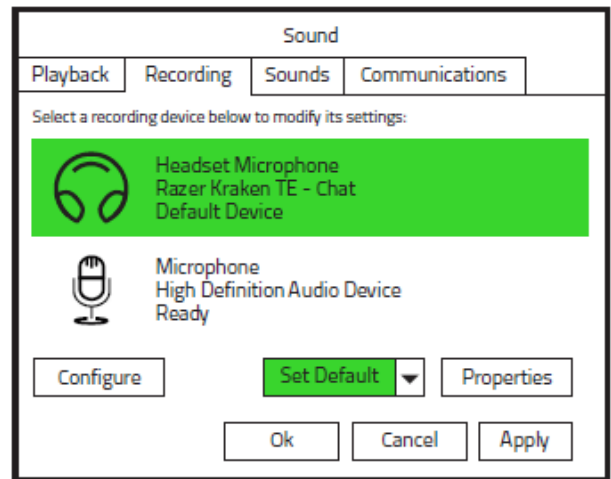 Sound
Playback Recording Sounds Communications
Select a recording device below to modify its settings:
Headset Microphone
Razer Kraken TE - Chat
Default Device
Microphone
High Definition Audio Device
Ready
Configure Set Default Properties
Ok Cancel Apply